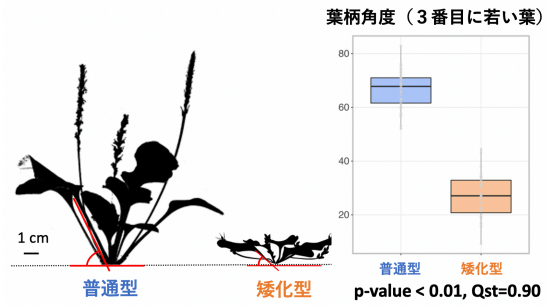 葉柄角度（３番目に若い葉）
80
60
40
20
1 cm
普通型
矮化型
普通型
矮化型
p-value < 0.01, Qst=0.90